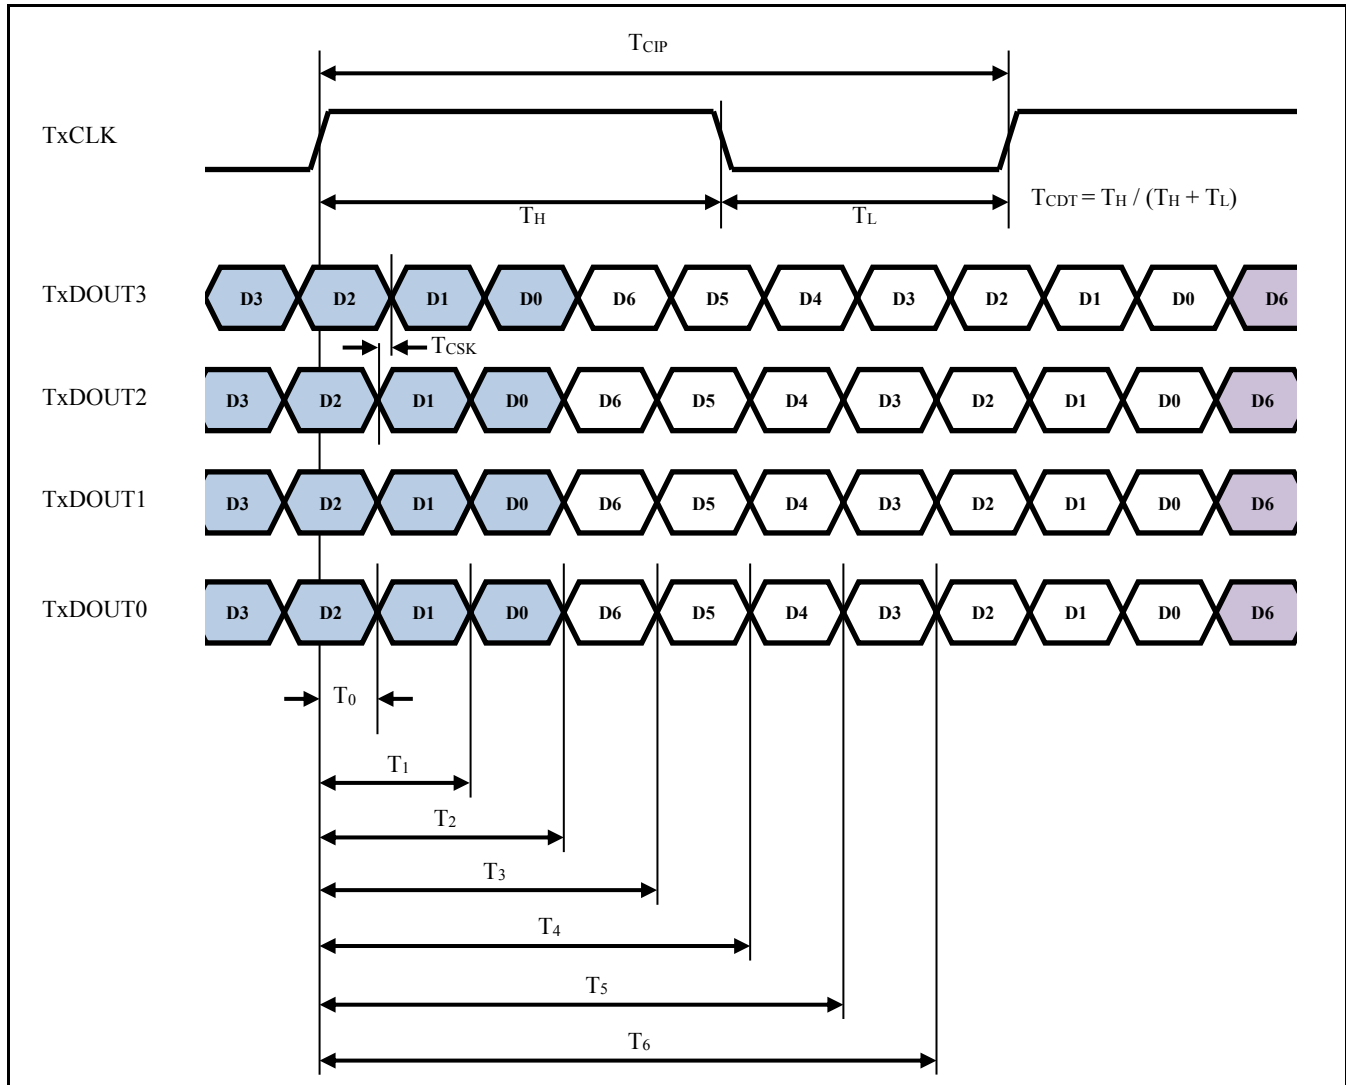 TCIP
TxCLK
TH
TL
TCDT = TH / (TH + TL)
TxDOUT3
D3 D2 D1 D0 D6 D5 D4 D3 D2 D1 D0 D6
TCSK
TxDOUT2
D3 D2 D1 D0 D6 D5 D4 D3 D2 D1 D0 D6
TxDOUT1
D3 D2 D1 D0 D6 D5 D4 D3 D2 D1 D0 D6
TxDOUT0
D3 D2 D1 D0 D6 D5 D4 D3 D2 D1 D0 D6
T0
T1
T2
T3
T4
T5
T6